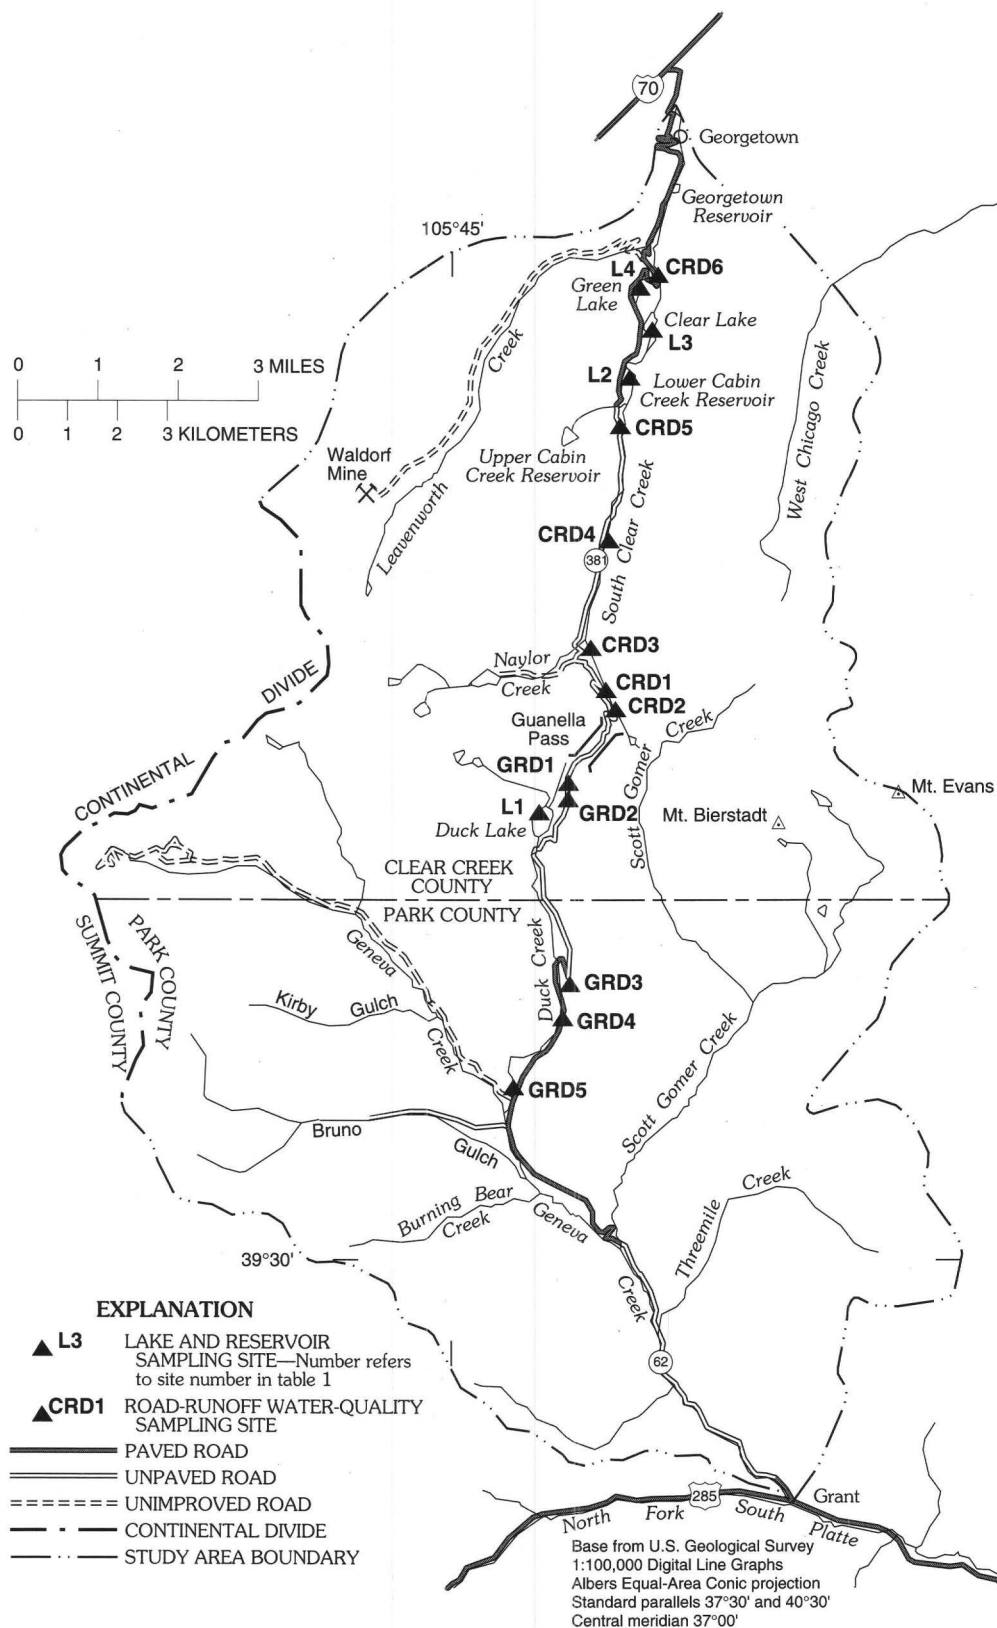 70
Georgetown
Georgetown
Reservoir
105°45'
L4
CRD6
Green
Lake
Clear Lake
L3
Creek
0 1 2 3 MILES
0 1 2 3 KILOMETERS
L2
Lower Cabin
Creek Reservoir
CRD5
West Chicago Creek
Waldorf
Mine
Upper Cabin
Creek Reservoir
Leavenworth
South Clear Creek
CRD4
381
CRD3
Naylor
Creek
CRD1
CRD2
CONTINENTAL
DIVIDE
Guanella
Pass
Scott Gomer Creek
GRD1
Mt. Evans
L1
GRD2
Mt. Bierstadt
Duck Lake
CLEAR CREEK
COUNTY
PARK COUNTY
SUMMIT COUNTY
PARK COUNTY
Geneva
Creek
Duck Creek
GRD3
Kirby Gulch
GRD4
Scott Gomer Creek
GRD5
Bruno
Gulch
Burning Bear
Creek
Geneva
Creek
Threemile Creek
39°30'
62
EXPLANATION
L3 LAKE AND RESERVOIR
SAMPLING SITE—Number refers
to site number in table 1
CRD1 ROAD-RUNOFF WATER-QUALITY
SAMPLING SITE
PAVED ROAD
UNPAVED ROAD
UNIMPROVED ROAD
CONTINENTAL DIVIDE
STUDY AREA BOUNDARY
285
Grant
North Fork South Platte
Base from U.S. Geological Survey
1:100,000 Digital Line Graphs
Albers Equal-Area Conic projection
Standard parallels 37°30' and 40°30'
Central meridian 37°00'